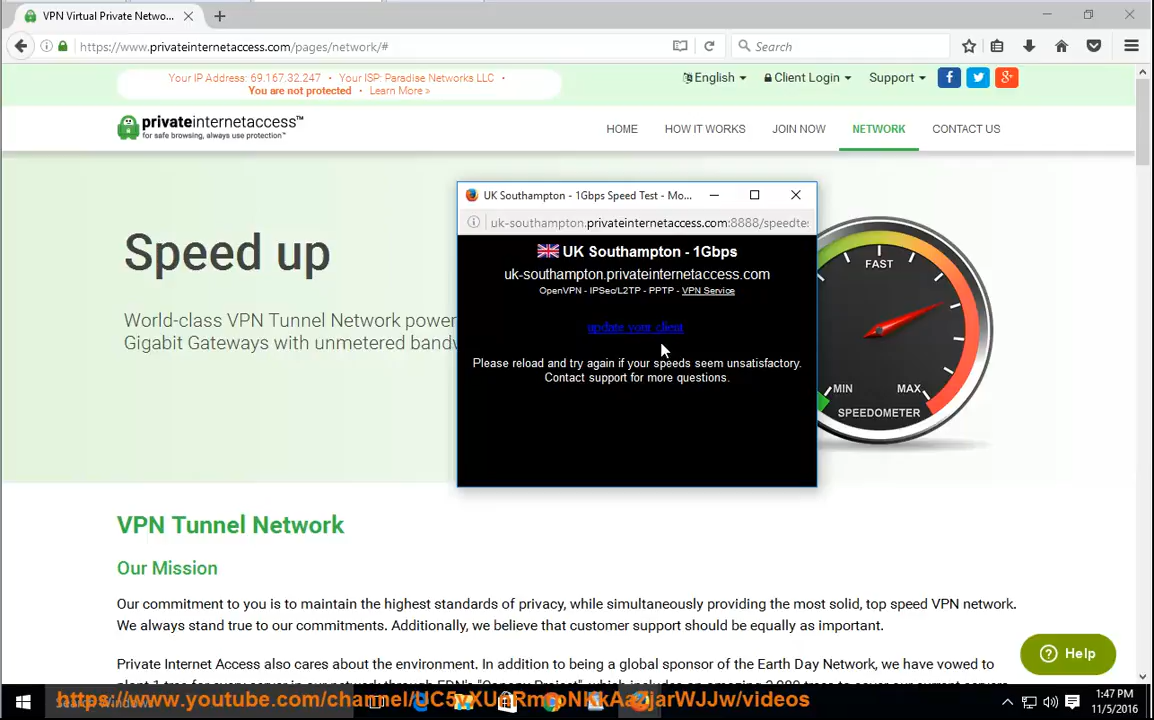 VPN Virtual Private Netwo...
https://www.privateinternetaccess.com/pages/network/#
Search
Your IP Address: 69.167.32.247 • Your ISP: Paradise Networks LLC •
You are not protected • Learn More »
English
Client Login
Support
privateinternetaccess™
for safe browsing, always use protection™
HOME
HOW IT WORKS
JOIN NOW
NETWORK
CONTACT US
Speed up
World-class VPN Tunnel Network power
Gigabit Gateways with unmetered bandw
UK Southampton - 1Gbps Speed Test - Mo...
uk-southampton.privateinternetaccess.com:8888/speedte
UK Southampton - 1Gbps
uk-southampton.privateinternetaccess.com
OpenVPN - IPSec/L2TP - PPTP - VPN Service
update your client
Please reload and try again if your speeds seem unsatisfactory.
Contact support for more questions.
FAST
MIN
MAX
SPEEDOMETER
VPN Tunnel Network
Our Mission
Our commitment to you is to maintain the highest standards of privacy, while simultaneously providing the most solid, top speed VPN network.
We always stand true to our commitments. Additionally, we believe that customer support should be equally as important.
Private Internet Access also cares about the environment. In addition to being a global sponsor of the Earth Day Network, we have vowed to
Help
Search Windows
1:47 PM
11/5/2016